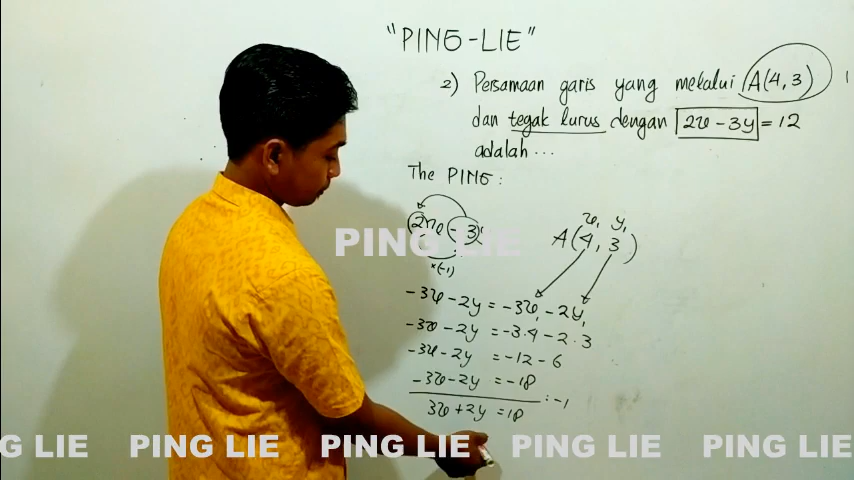 "PING-LIE"
2) Persamaan garis yang melalui A(4,3)
dan tegak lurus dengan 2x - 3y = 12
adalah ...
The PING :
2x - 3y
*(-1)
x₁ y₁
A(4, 3)
-3x - 2y = -3x₁ - 2y₁
-3x - 2y = -3.4 - 2.3
-3x - 2y = -12 - 6
-3x - 2y = -18
: -1
3x + 2y = 18
PING LIE
G LIE PING LIE PING LIE PING LIE PING LIE